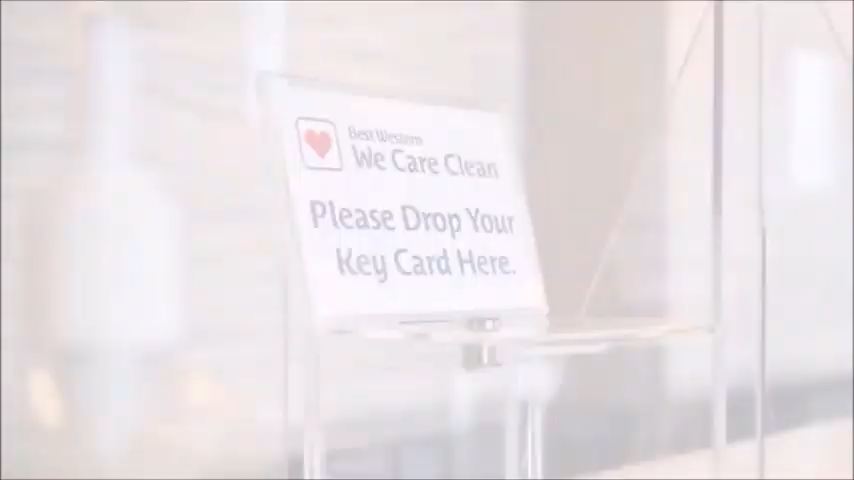 Best Western
We Care Clean
Please Drop Your
Key Card Here.